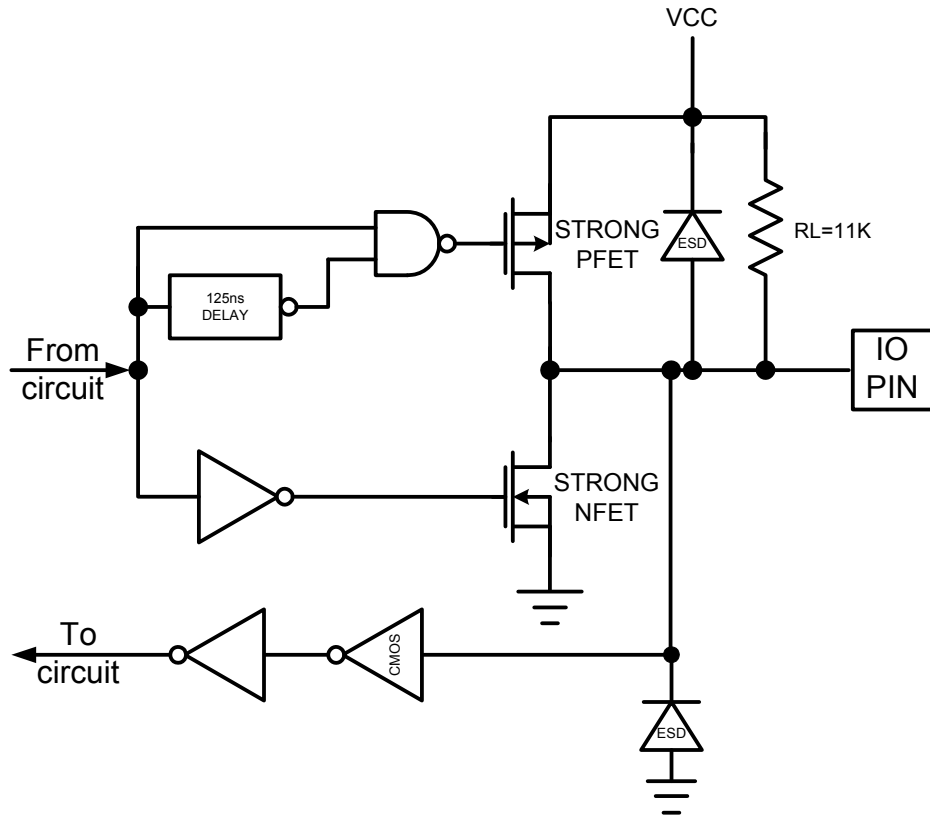 VCC
STRONG
PFET
ESD
RL=11K
125ns
DELAY
From
circuit
IO
PIN
STRONG
NFET
To
circuit
CMOS
ESD